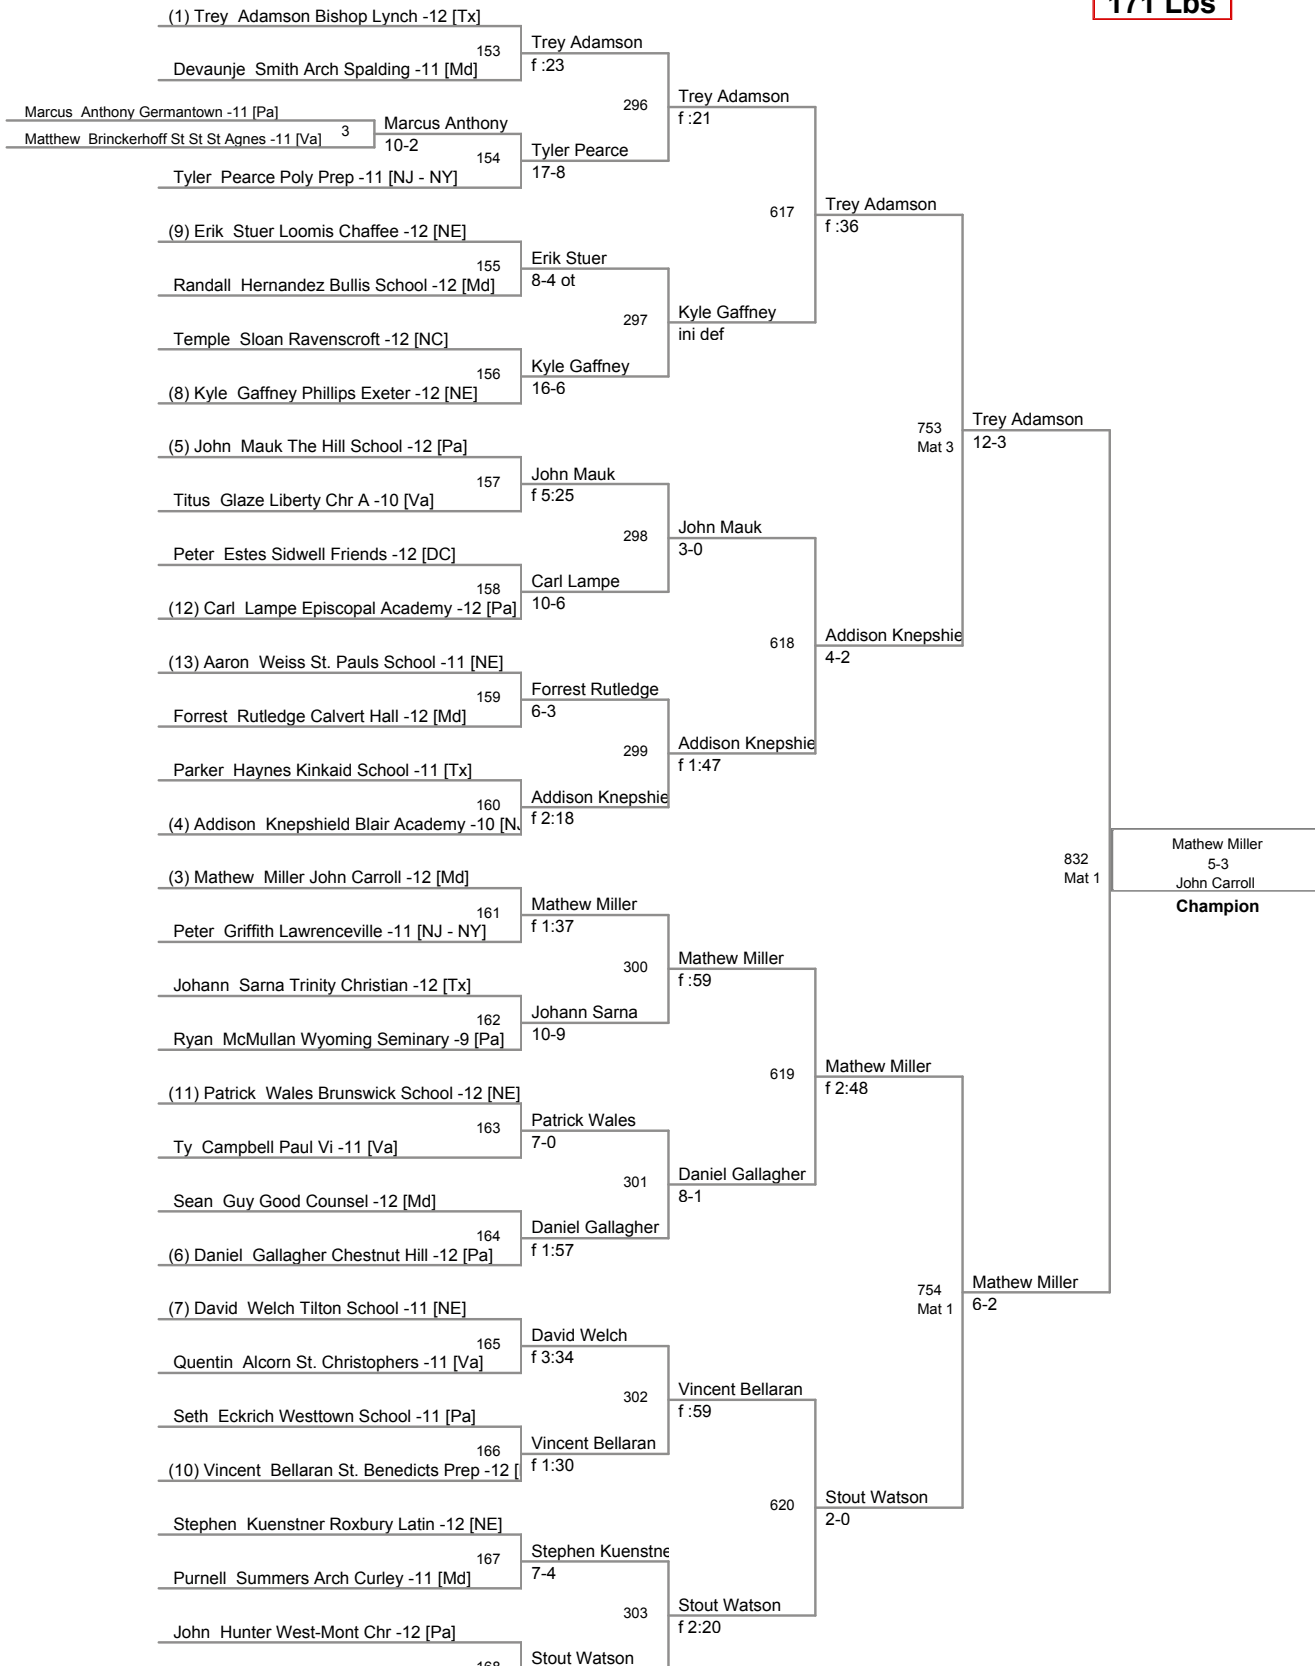 171 Lbs
(1) Trey Adamson Bishop Lynch -12 [Tx]
153
Trey Adamson
Devaunje Smith Arch Spalding -11 [Md]
f :23
296
Trey Adamson
f :21
Marcus Anthony Germantown -11 [Pa]
3
Marcus Anthony
Matthew Brinckerhoff St St St Agnes -11 [Va]
10-2
154
Tyler Pearce
Tyler Pearce Poly Prep -11 [NJ - NY]
17-8
617
Trey Adamson
f :36
(9) Erik Stuer Loomis Chaffee -12 [NE]
155
Erik Stuer
Randall Hernandez Bullis School -12 [Md]
8-4 ot
297
Kyle Gaffney
ini def
Temple Sloan Ravenscroft -12 [NC]
156
Kyle Gaffney
(8) Kyle Gaffney Phillips Exeter -12 [NE]
16-6
753
Mat 3
Trey Adamson
12-3
(5) John Mauk The Hill School -12 [Pa]
157
John Mauk
Titus Glaze Liberty Chr A -10 [Va]
f 5:25
298
John Mauk
3-0
Peter Estes Sidwell Friends -12 [DC]
158
Carl Lampe
(12) Carl Lampe Episcopal Academy -12 [Pa]
10-6
618
Addison Knepshie
4-2
(13) Aaron Weiss St. Pauls School -11 [NE]
159
Forrest Rutledge
Forrest Rutledge Calvert Hall -12 [Md]
6-3
299
Addison Knepshie
f 1:47
Parker Haynes Kinkaid School -11 [Tx]
160
Addison Knepshie
(4) Addison Knepshield Blair Academy -10 [N
f 2:18
832
Mat 1
Mathew Miller
5-3
John Carroll
Champion
(3) Mathew Miller John Carroll -12 [Md]
161
Mathew Miller
Peter Griffith Lawrenceville -11 [NJ - NY]
f 1:37
300
Mathew Miller
f :59
Johann Sarna Trinity Christian -12 [Tx]
162
Johann Sarna
Ryan McMullan Wyoming Seminary -9 [Pa]
10-9
619
Mathew Miller
f 2:48
(11) Patrick Wales Brunswick School -12 [NE]
163
Patrick Wales
Ty Campbell Paul Vi -11 [Va]
7-0
301
Daniel Gallagher
8-1
Sean Guy Good Counsel -12 [Md]
164
Daniel Gallagher
(6) Daniel Gallagher Chestnut Hill -12 [Pa]
f 1:57
754
Mat 1
Mathew Miller
6-2
(7) David Welch Tilton School -11 [NE]
165
David Welch
Quentin Alcorn St. Christophers -11 [Va]
f 3:34
302
Vincent Bellaran
f :59
Seth Eckrich Westtown School -11 [Pa]
166
Vincent Bellaran
(10) Vincent Bellaran St. Benedicts Prep -12 [
f 1:30
620
Stout Watson
2-0
Stephen Kuenstner Roxbury Latin -12 [NE]
167
Stephen Kuenstne
Purnell Summers Arch Curley -11 [Md]
7-4
303
Stout Watson
f 2:20
John Hunter West-Mont Chr -12 [Pa]
168
Stout Watson